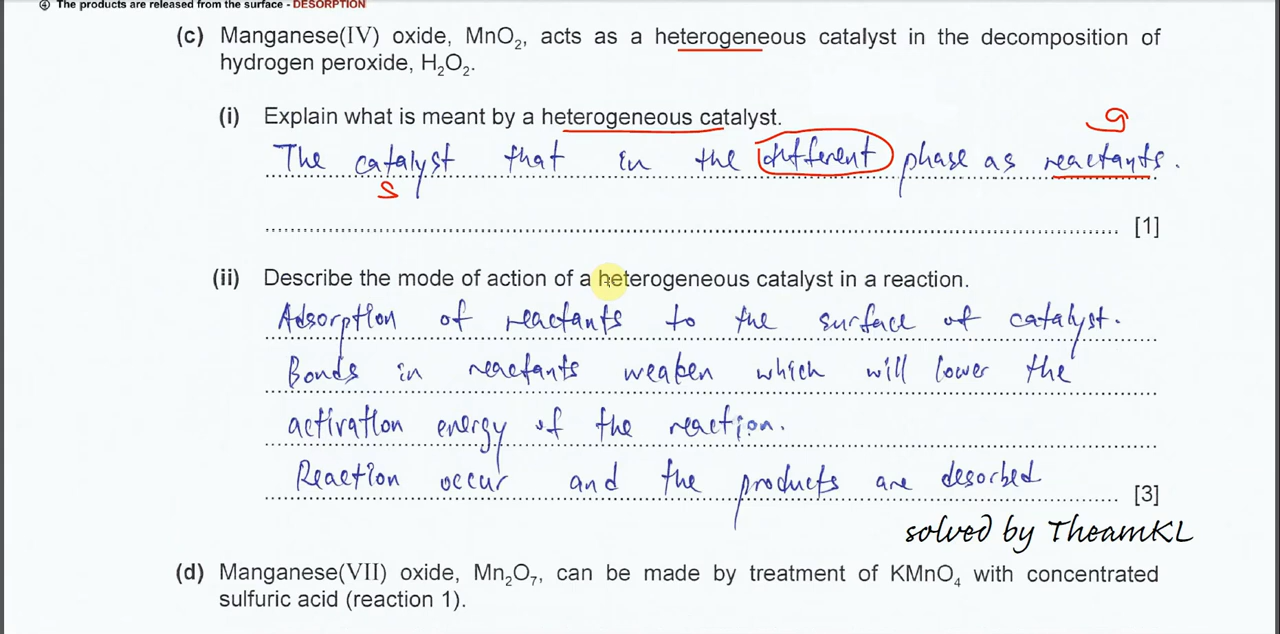 ④ The products are released from the surface - DESORPTION
(c) Manganese(IV) oxide, MnO₂, acts as a heterogeneous catalyst in the decomposition of
hydrogen peroxide, H₂O₂.
(i) Explain what is meant by a heterogeneous catalyst.
g
The catalyst that in the different phase as reactants.
s
[1]
(ii) Describe the mode of action of a heterogeneous catalyst in a reaction.
Adsorption of reactants to the surface of catalyst.
Bonds in reactants weaken which will lower the
activation energy of the reaction.
Reaction occur and the products are desorbed
[3]
solved by TheamKL
(d) Manganese(VII) oxide, Mn₂O₇, can be made by treatment of KMnO₄ with concentrated
sulfuric acid (reaction 1).